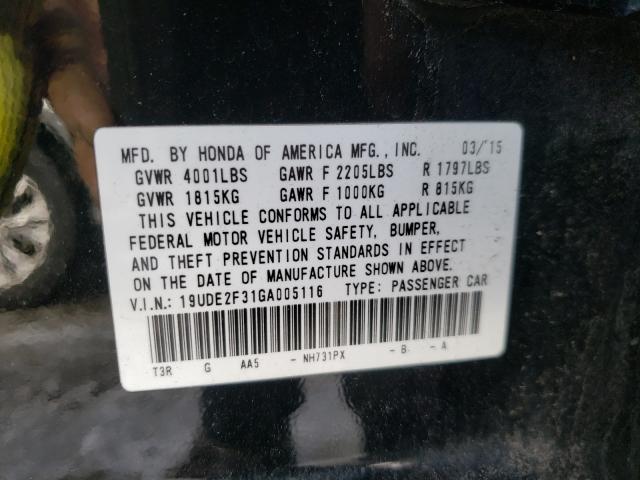 MFD. BY HONDA OF AMERICA MFG., INC. 03/15
GVWR 4001LBS GAWR F 2205LBS R 1797LBS
GVWR 1815KG GAWR F 1000KG R 815KG
THIS VEHICLE CONFORMS TO ALL APPLICABLE
FEDERAL MOTOR VEHICLE SAFETY, BUMPER,
AND THEFT PREVENTION STANDARDS IN EFFECT
ON THE DATE OF MANUFACTURE SHOWN ABOVE.
V.I.N.: 19UDE2F31GA005116 TYPE: PASSENGER CAR
T3R G AA5 - NH731PX - B - A